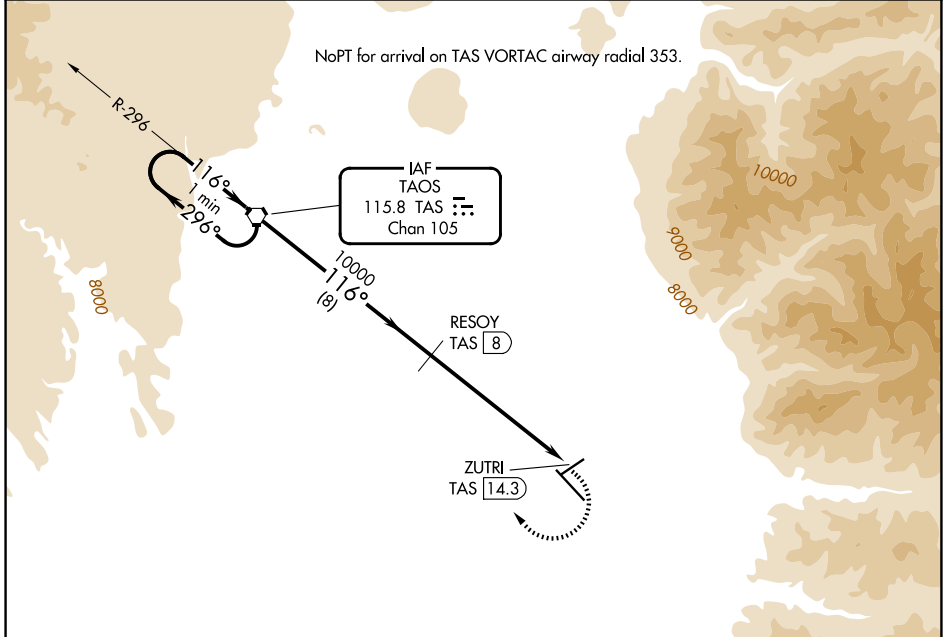 NoPT for arrival on TAS VORTAC airway radial 353.
R-296
116°
1 min
296°
IAF
TAOS
115.8 TAS
Chan 105
10000
116°
(8)
RESOY
TAS 8
ZUTRI
TAS 14.3
8000
10000
9000
8000